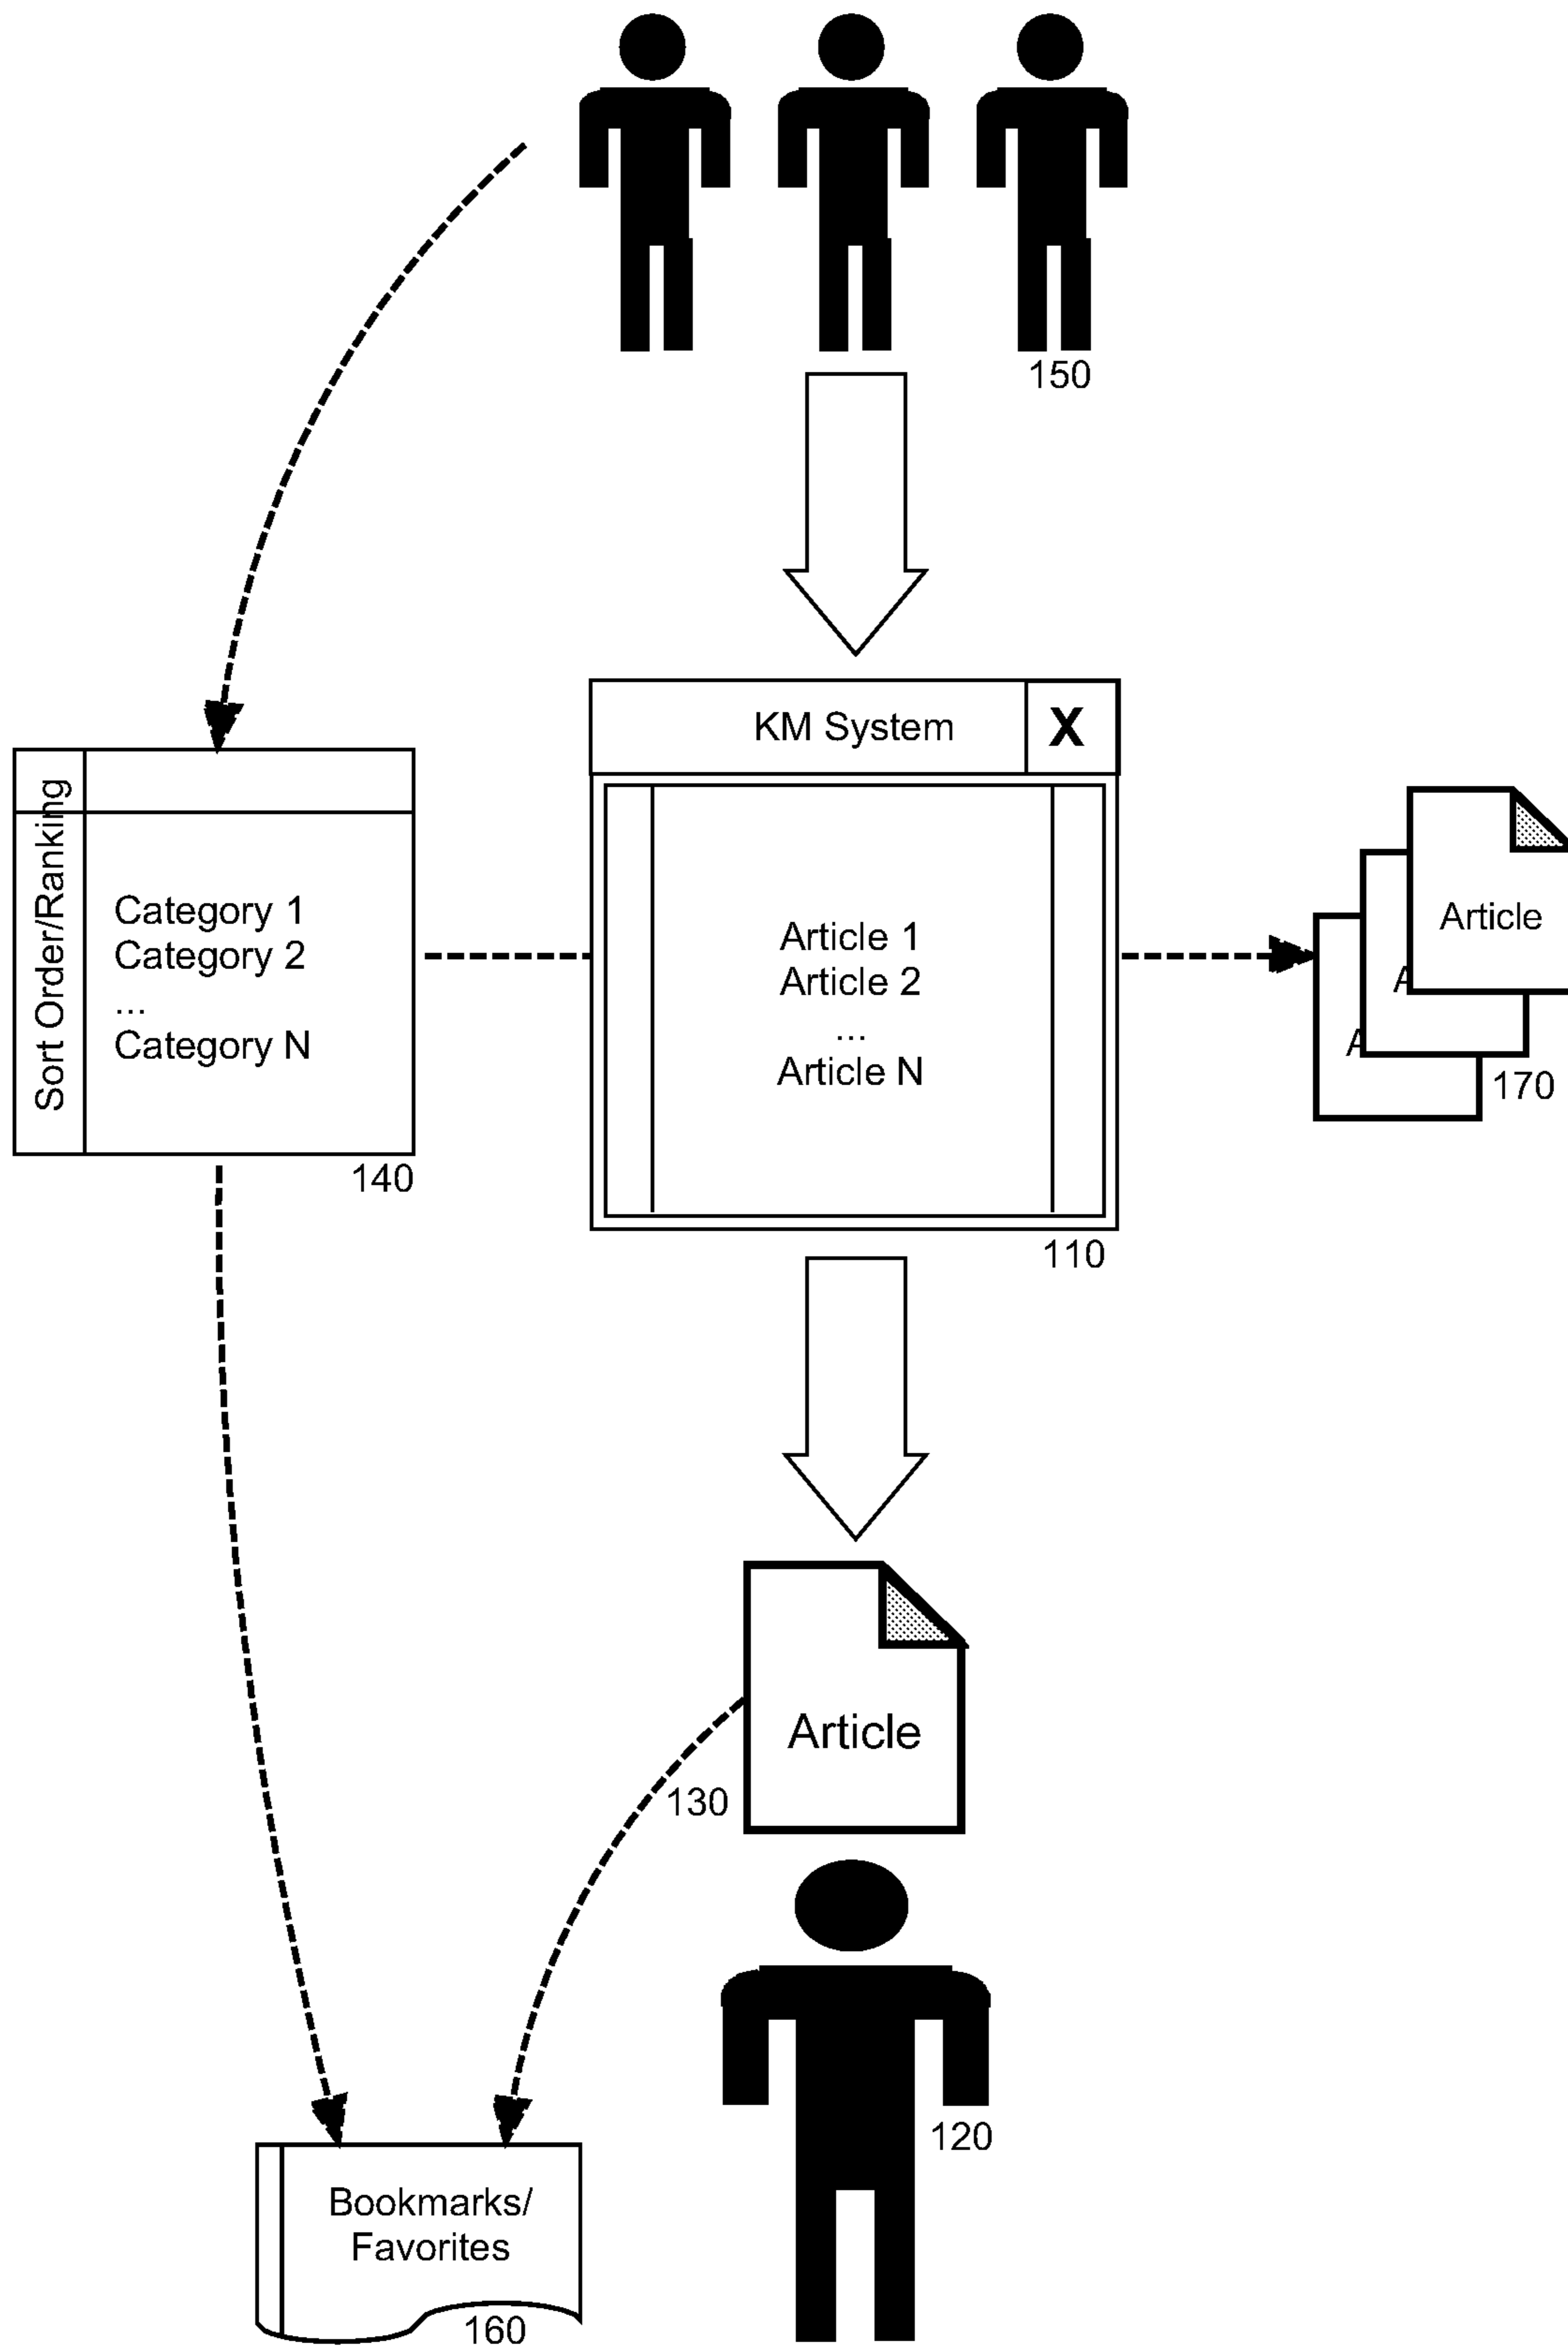 150
KM System
X
Sort Order/Ranking
Category 1
Category 2
...
Category N
140
Article 1
Article 2
...
Article N
110
Article
A
A
170
Article
130
120
Bookmarks/
Favorites
160